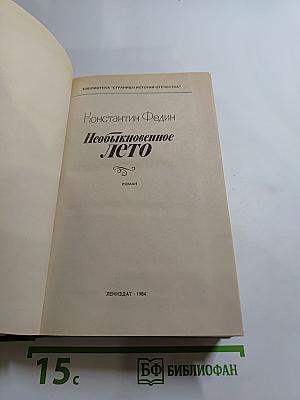 БИБЛИОТЕКА "СТРАНИЦЫ ИСТОРИИ ОТЕЧЕСТВА"
Константин Федин
Необыкновенное
ЛЕТО
РОМАН
ЛЕНИЗДАТ · 1984
15с
БФ БИБЛИОФАН